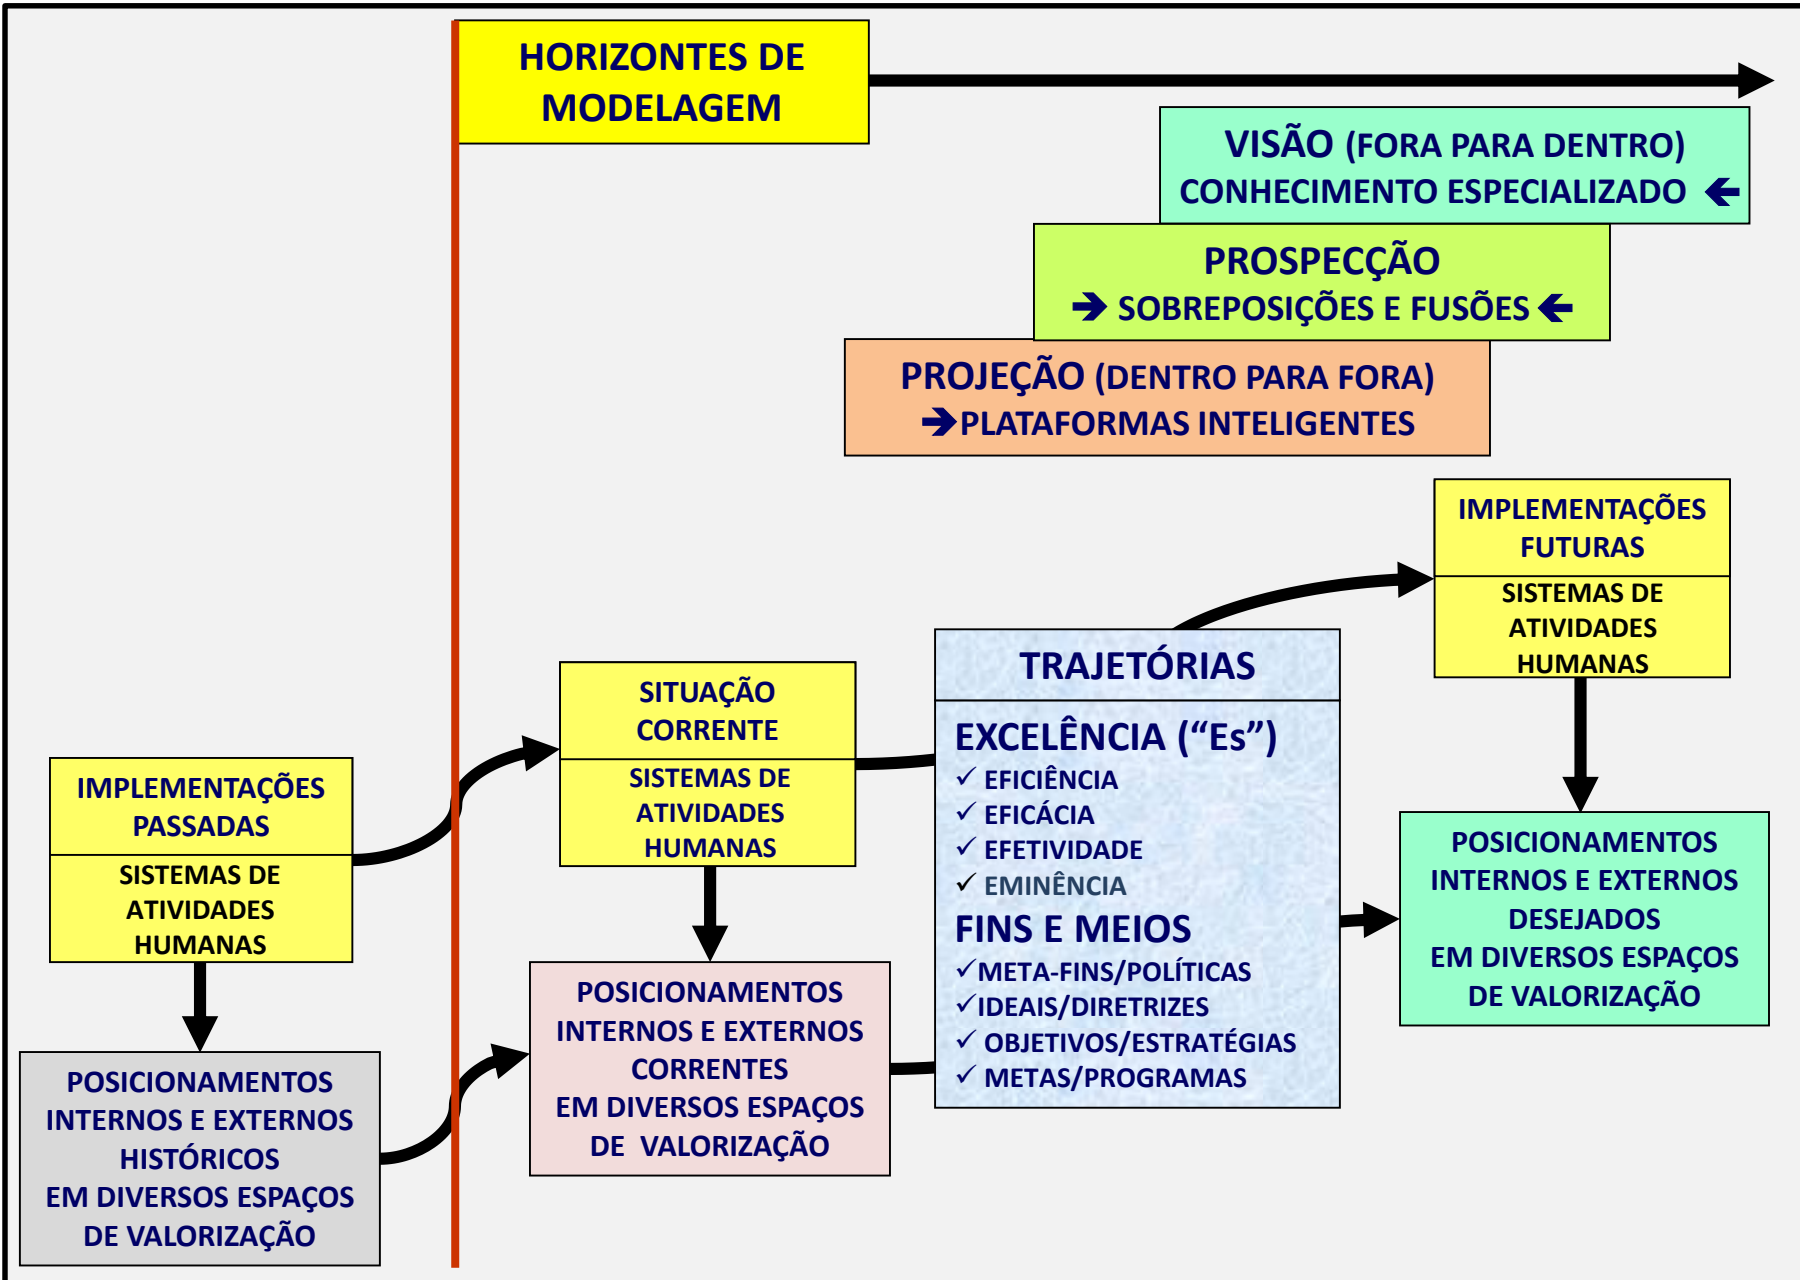 HORIZONTES DE
MODELAGEM
VISÃO (FORA PARA DENTRO)
CONHECIMENTO ESPECIALIZADO 🡸
PROSPECÇÃO
🡺 SOBREPOSIÇÕES E FUSÕES 🡸
PROJEÇÃO (DENTRO PARA FORA)
🡺PLATAFORMAS INTELIGENTES
IMPLEMENTAÇÕES
FUTURAS
SISTEMAS DE
ATIVIDADES
HUMANAS
TRAJETÓRIAS
EXCELÊNCIA (“Es”)
✓ EFICIÊNCIA
✓ EFICÁCIA
✓ EFETIVIDADE
✓ EMINÊNCIA
FINS E MEIOS
✓META-FINS/POLÍTICAS
✓IDEAIS/DIRETRIZES
✓ OBJETIVOS/ESTRATÉGIAS
✓ METAS/PROGRAMAS
SITUAÇÃO
CORRENTE
SISTEMAS DE
ATIVIDADES
HUMANAS
IMPLEMENTAÇÕES
PASSADAS
SISTEMAS DE
ATIVIDADES
HUMANAS
POSICIONAMENTOS
INTERNOS E EXTERNOS
DESEJADOS
EM DIVERSOS ESPAÇOS
DE VALORIZAÇÃO
POSICIONAMENTOS
INTERNOS E EXTERNOS
CORRENTES
EM DIVERSOS ESPAÇOS
DE VALORIZAÇÃO
POSICIONAMENTOS
INTERNOS E EXTERNOS
HISTÓRICOS
EM DIVERSOS ESPAÇOS
DE VALORIZAÇÃO